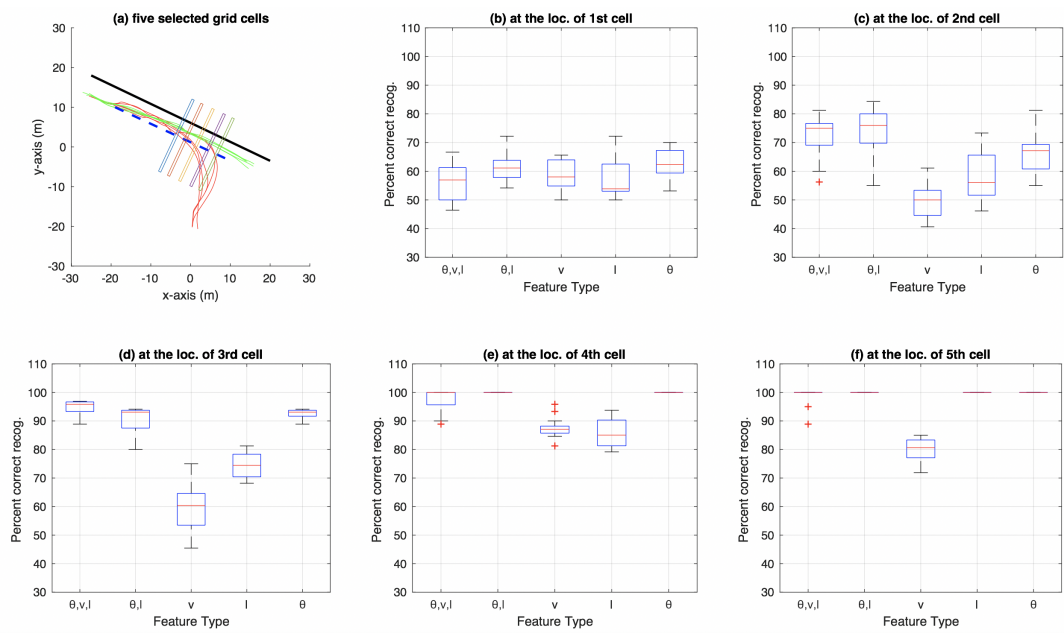 (a) five selected grid cells
30
20
10
0
-10
-20
-30
y-axis (m)
-30 -20 -10 0 10 20 30
x-axis (m)
(b) at the loc. of 1st cell
110
100
90
80
70
60
50
40
30
Percent correct recog.
θ,v,l θ,l v l θ
Feature Type
(c) at the loc. of 2nd cell
110
100
90
80
70
60
50
40
30
Percent correct recog.
θ,v,l θ,l v l θ
Feature Type
(d) at the loc. of 3rd cell
110
100
90
80
70
60
50
40
30
Percent correct recog.
θ,v,l θ,l v l θ
Feature Type
(e) at the loc. of 4th cell
110
100
90
80
70
60
50
40
30
Percent correct recog.
θ,v,l θ,l v l θ
Feature Type
(f) at the loc. of 5th cell
110
100
90
80
70
60
50
40
30
Percent correct recog.
θ,v,l θ,l v l θ
Feature Type